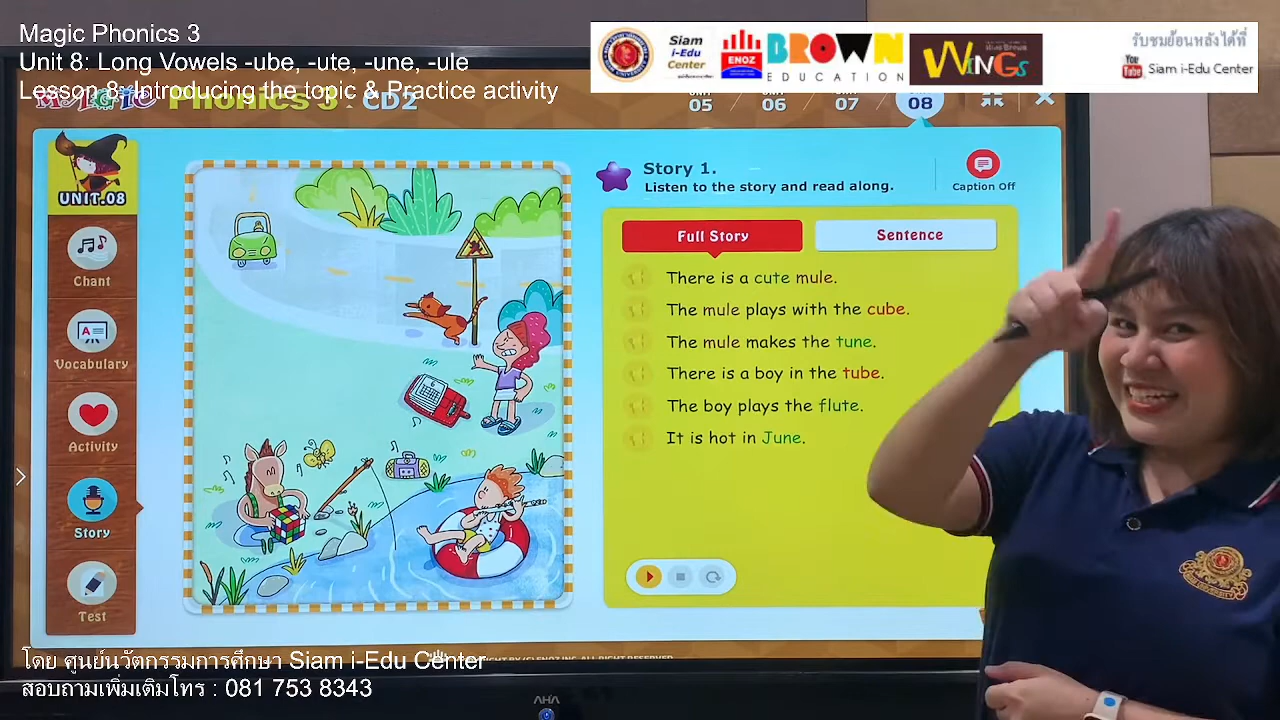 Magic Phonics 3
Unit 8: Long Vowels -ube, -ute, -une, -ule
Lesson 8: Introducing the topic & Practice activity
Siam
i-Edu
Center
ENOZ
BROWN
EDUCATION
WINGS
รับชมย้อนหลังได้ที่
You
Tube
Siam i-Edu Center
MAGIC Phonics 3 - CD2
05 / 06 / 07 / 08
UNIT.08
Chant
Vocabulary
Activity
Story
Test
Story 1.
Listen to the story and read along.
Caption Off
Full Story
Sentence
There is a cute mule.
The mule plays with the cube.
The mule makes the tune.
There is a boy in the tube.
The boy plays the flute.
It is hot in June.
โดย ศูนย์นวัตกรรมการศึกษา Siam i-Edu Center
สอบถามเพิ่มเติมโทร : 081 753 8343
AHA